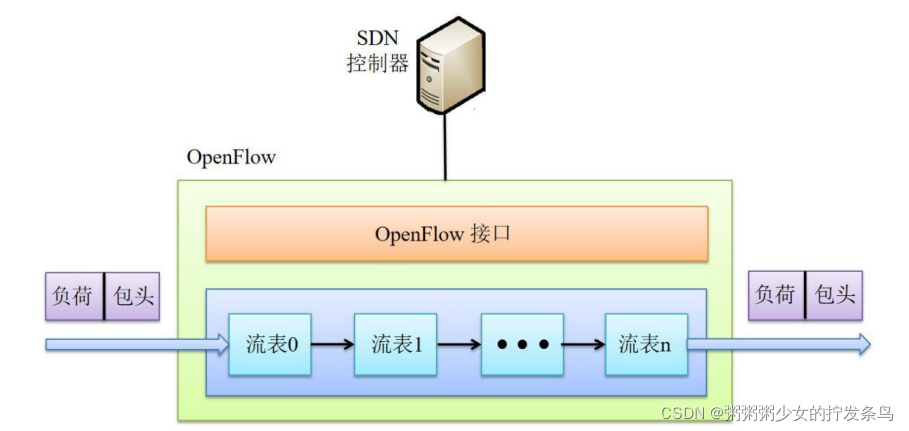 SDN
控制器
OpenFlow
OpenFlow 接口
负荷 包头
负荷 包头
流表0
流表1
流表n
CSDN @粥粥粥少女的拧发条鸟